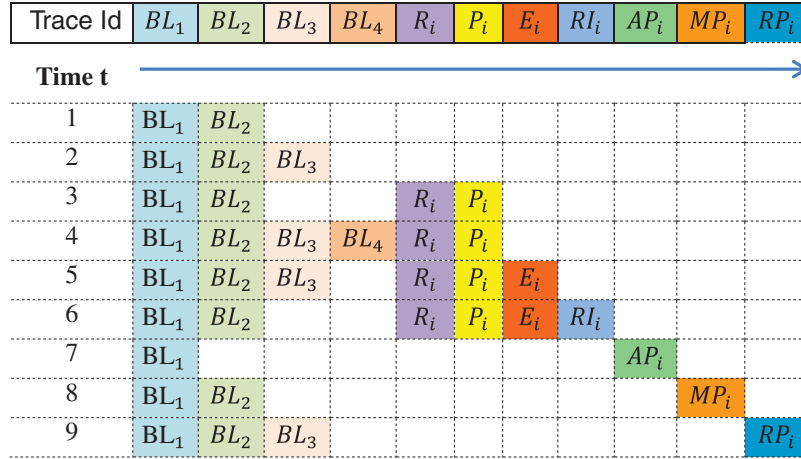 Trace Id BL₁ BL₂ BL₃ BL₄ Rᵢ Pᵢ Eᵢ RIᵢ APᵢ MPᵢ RPᵢ
Time t
1 BL₁ BL₂
2 BL₁ BL₂ BL₃
3 BL₁ BL₂ Rᵢ Pᵢ
4 BL₁ BL₂ BL₃ BL₄ Rᵢ Pᵢ
5 BL₁ BL₂ BL₃ Rᵢ Pᵢ Eᵢ
6 BL₁ BL₂ Rᵢ Pᵢ Eᵢ RIᵢ
7 BL₁ APᵢ
8 BL₁ BL₂ MPᵢ
9 BL₁ BL₂ BL₃ RPᵢ